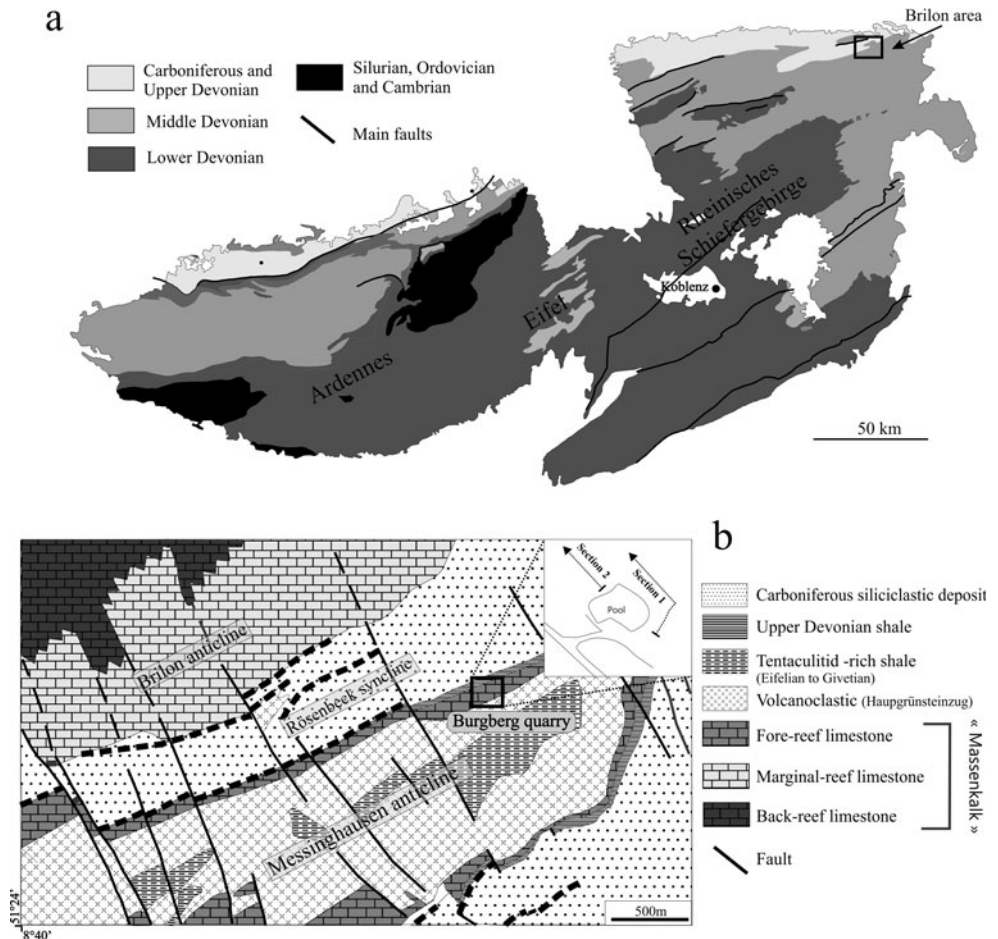 a
Brilon area
Carboniferous and
Upper Devonian
Silurian, Ordovician
and Cambrian
Middle Devonian
Main faults
Lower Devonian
Rheinisches
Schiefergebirge
Koblenz
Eifel
Ardennes
50 km
b
Section 2
Section 1
Pool
Brilon anticline
Rösenbeek syncline
Burgberg quarry
Messinghausen anticline
500m
51°24'
8°40'
Carboniferous siliciclastic deposit
Upper Devonian shale
Tentaculitid -rich shale
(Eifelian to Givetian)
Volcanoclastic (Haupgrünsteinzug)
Fore-reef limestone
Marginal-reef limestone
Back-reef limestone
« Massenkalk »
Fault